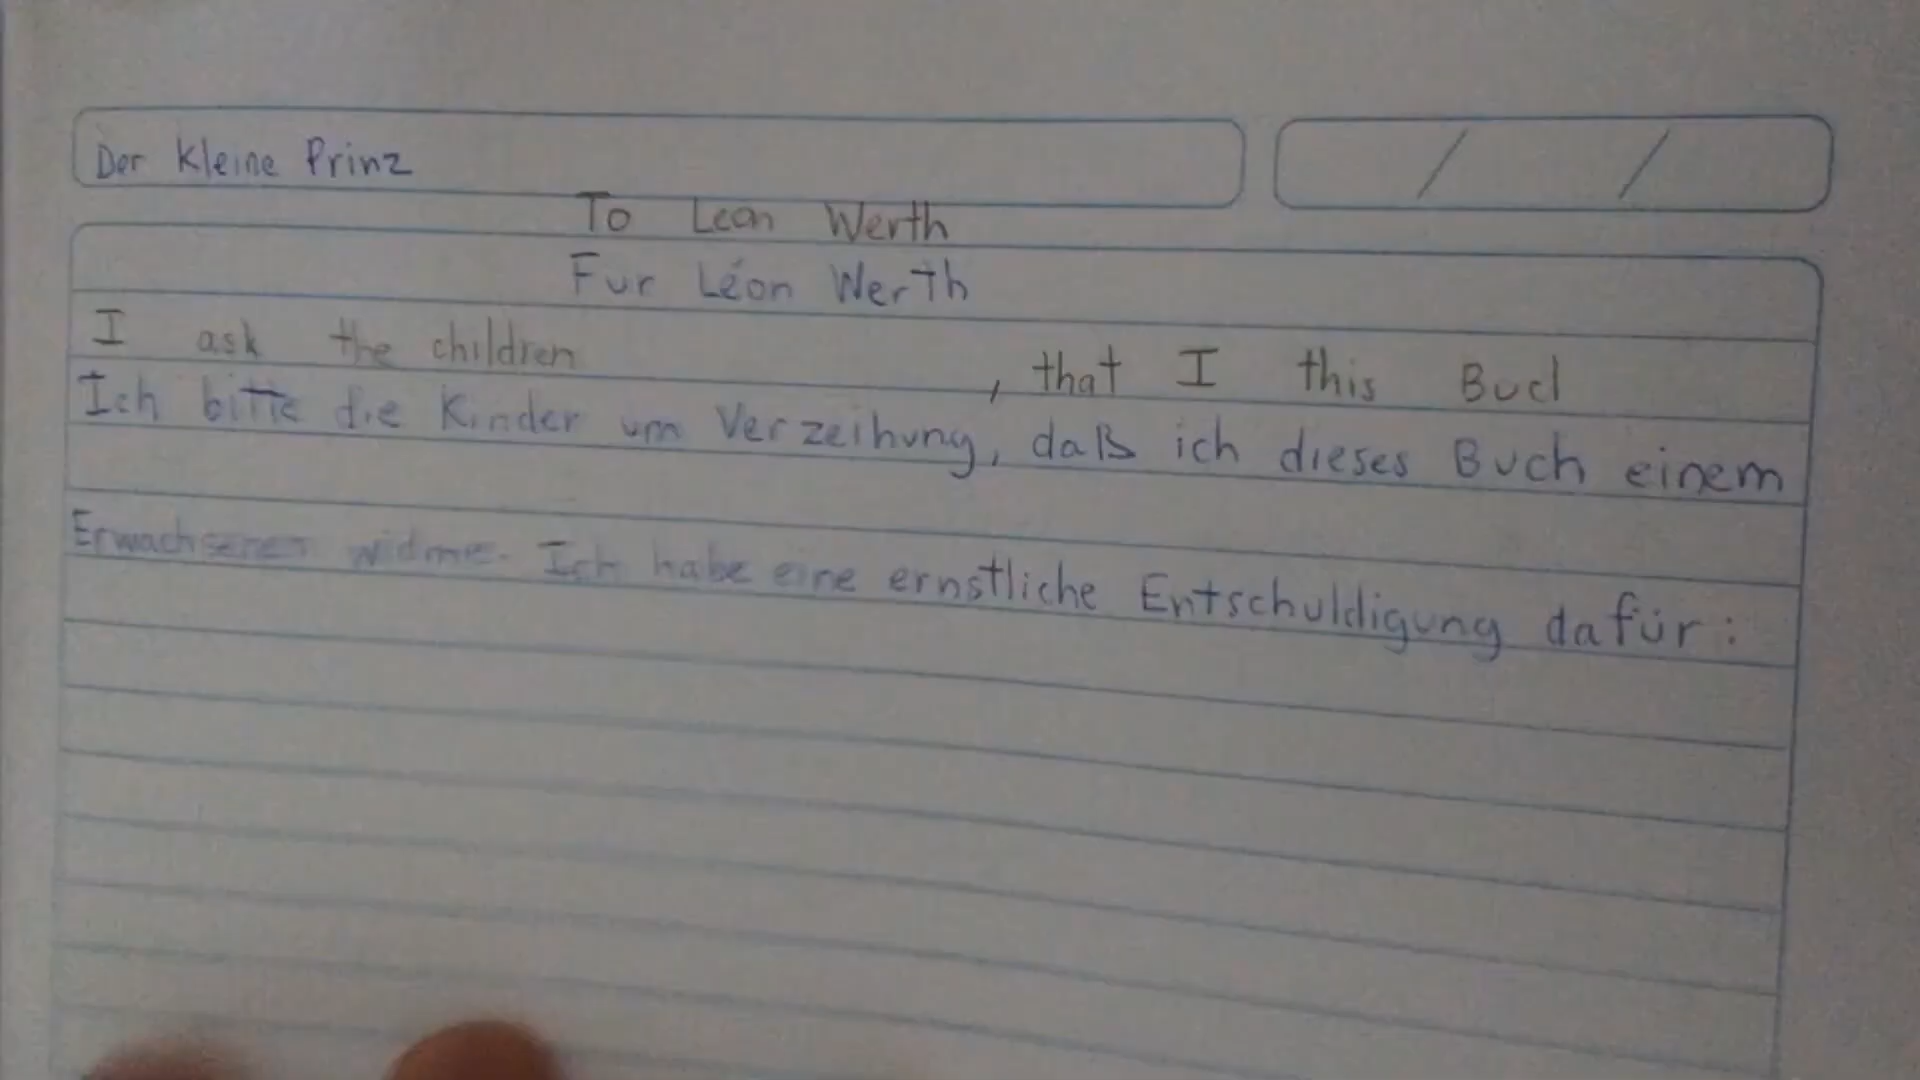 Der Kleine Prinz
To Leon Werth
Fur Léon Werth
I ask the children , that I this Bucl
Ich bitte die Kinder um Verzeihung, daß ich dieses Buch einem
Erwachsenen widme. Ich habe eine ernstliche Entschuldigung dafür: